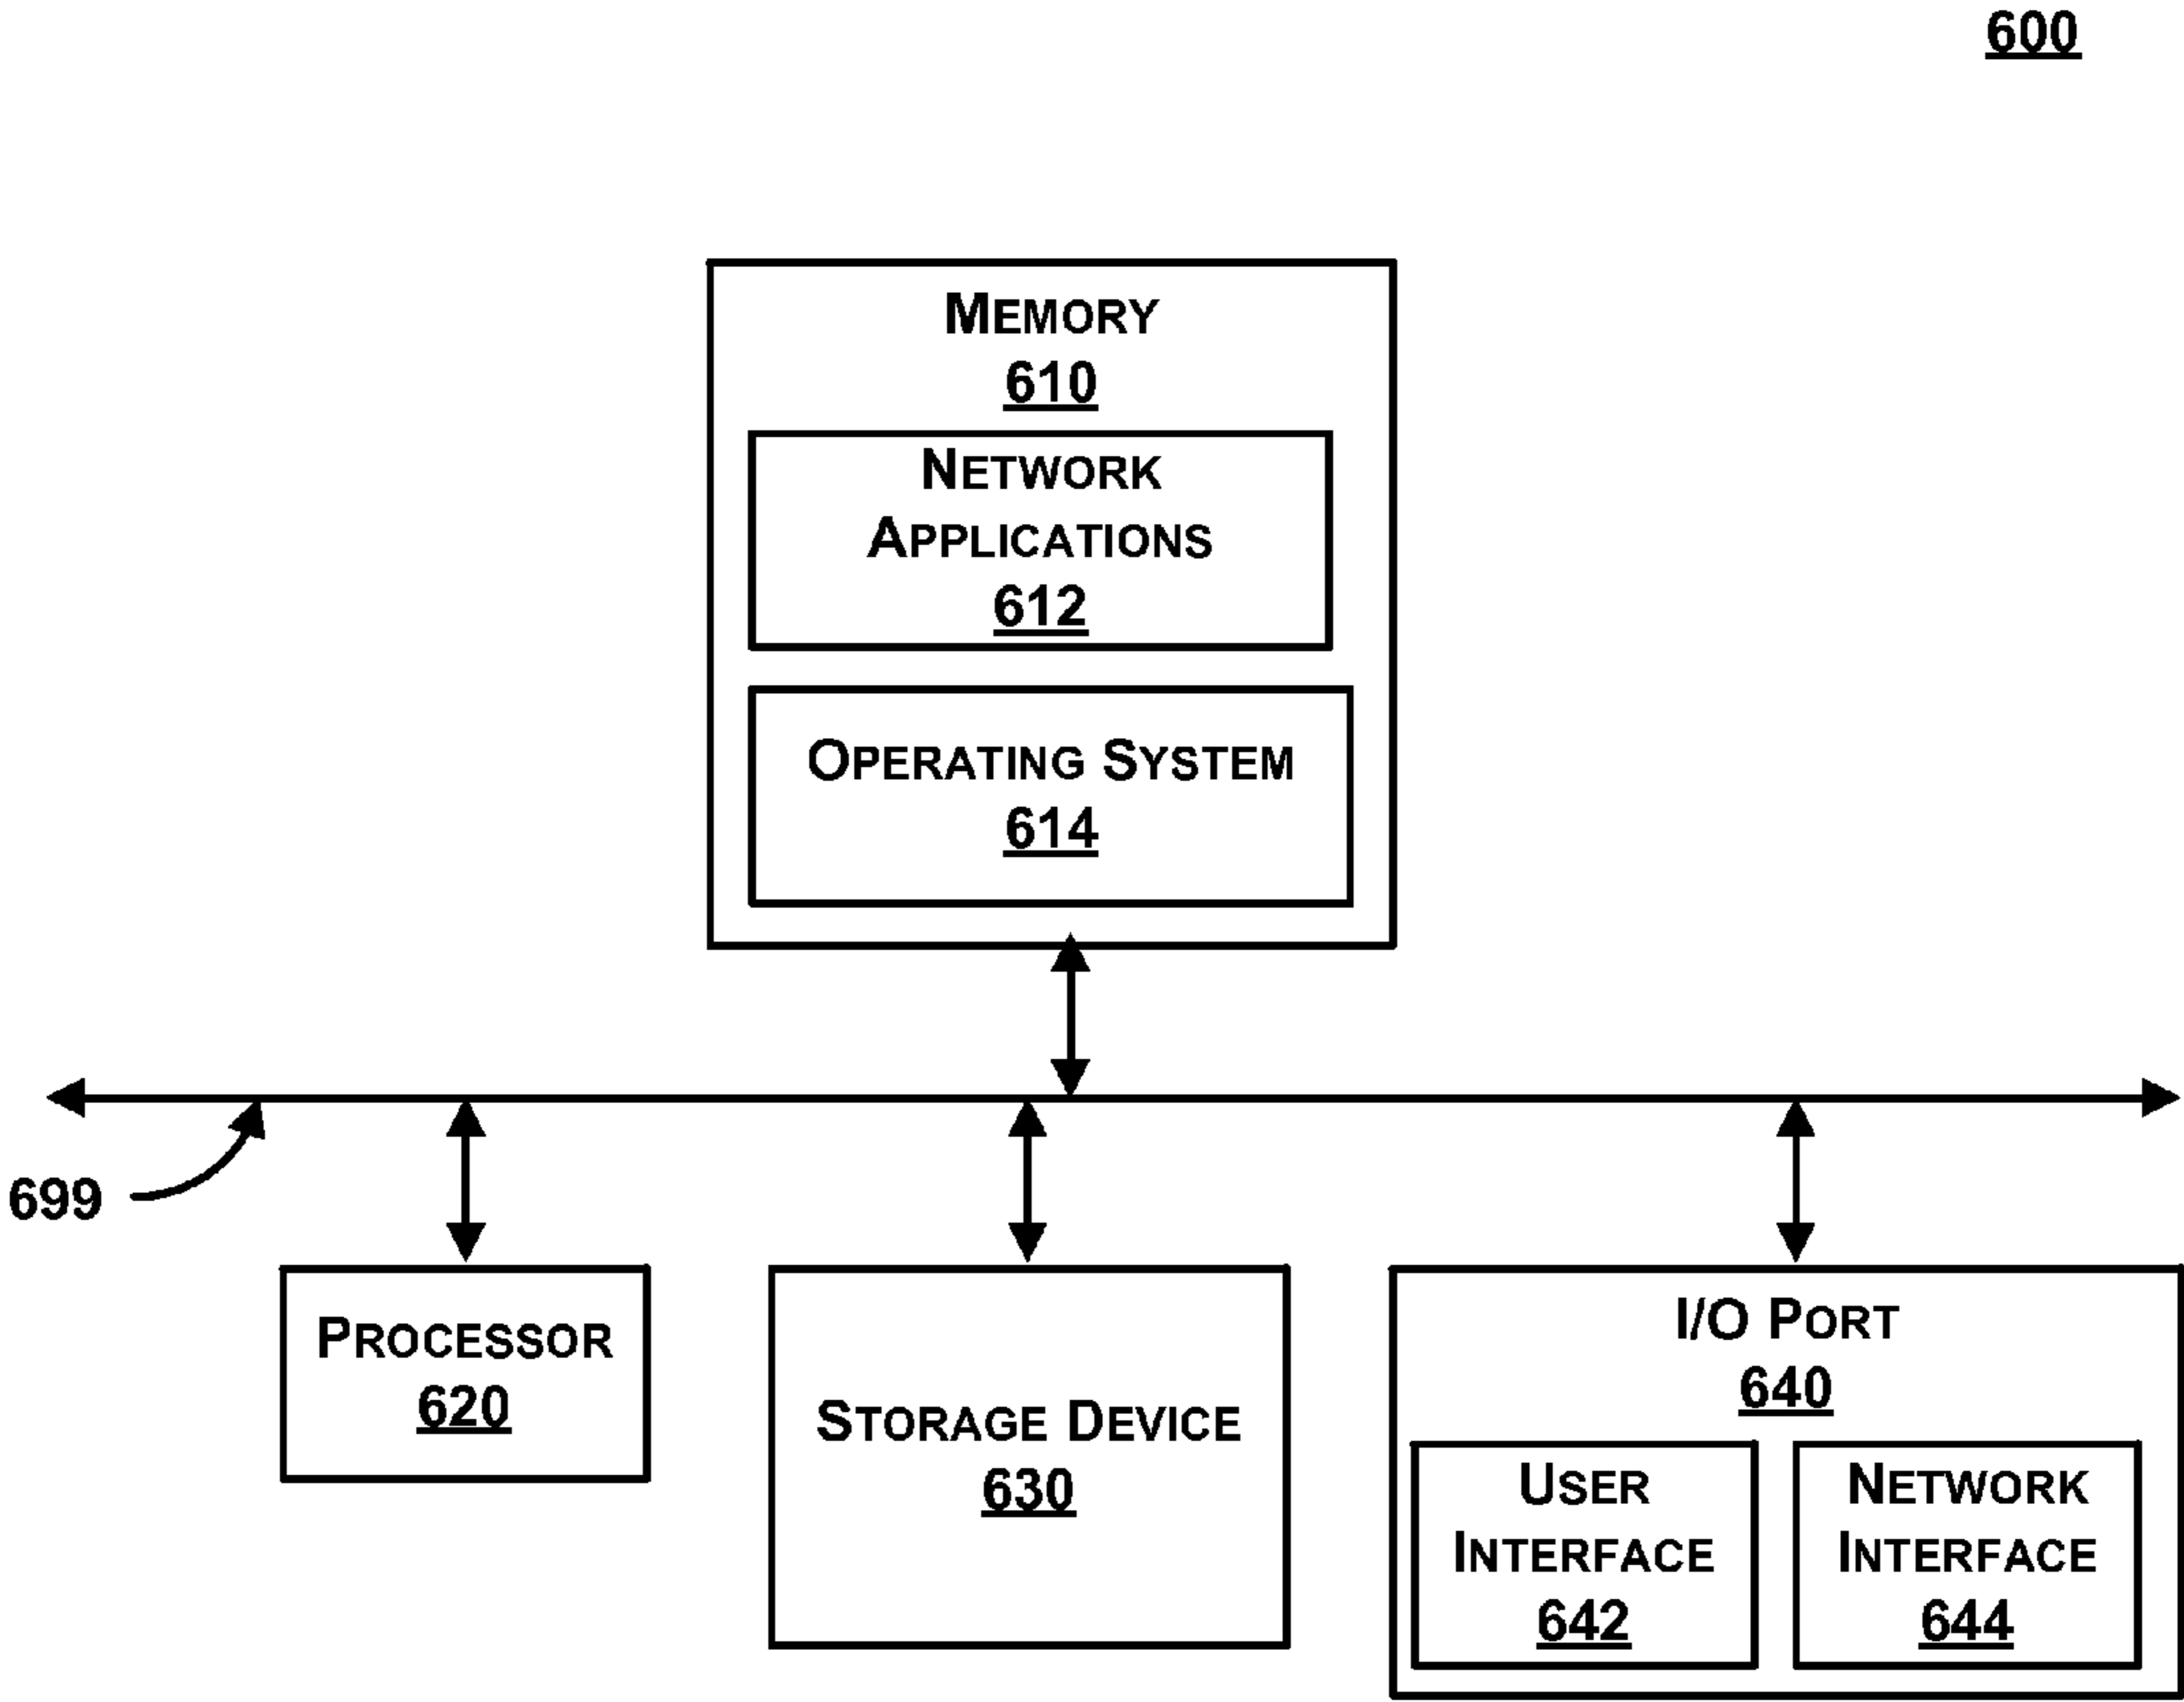 600
MEMORY
610
NETWORK
APPLICATIONS
612
OPERATING SYSTEM
614
699
PROCESSOR
620
STORAGE DEVICE
630
I/O PORT
640
USER
INTERFACE
642
NETWORK
INTERFACE
644